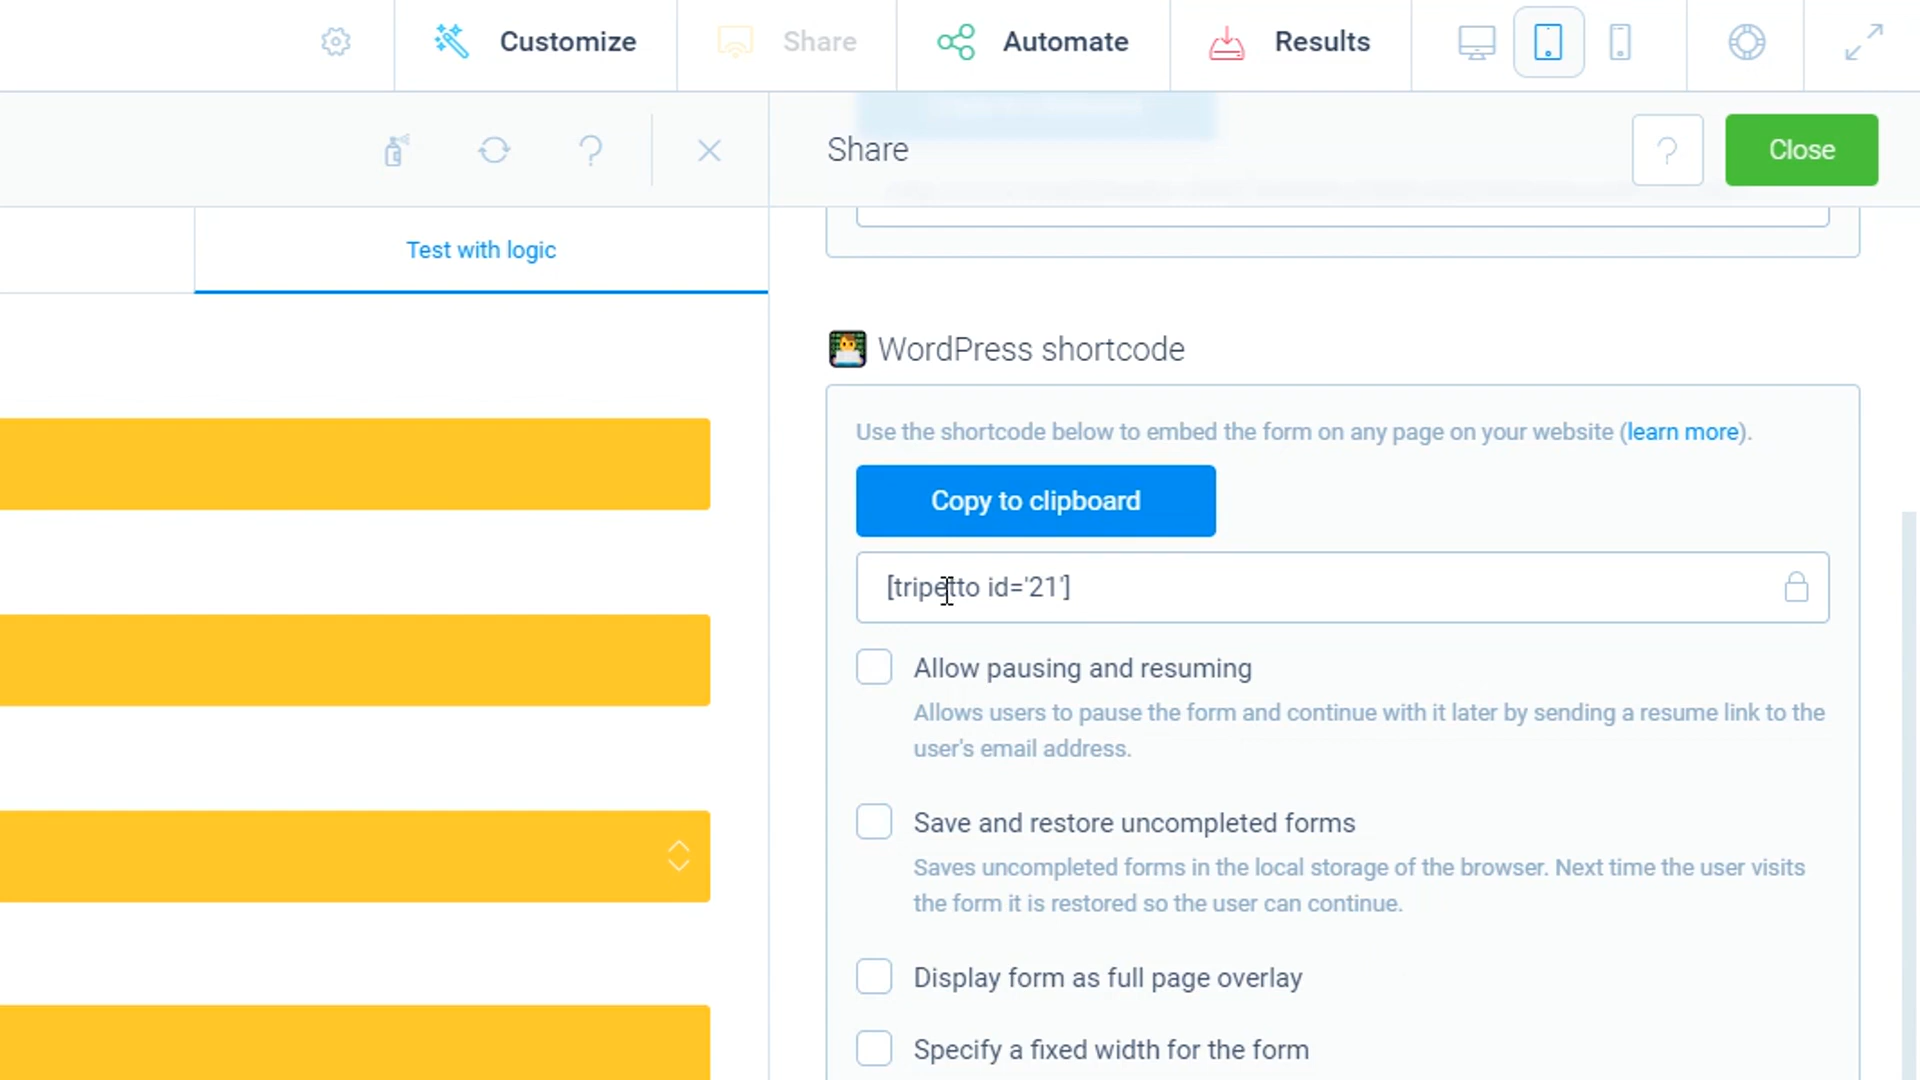 Customize
Share
Automate
Results
Share
?
Close
?
Test with logic
WordPress shortcode
Use the shortcode below to embed the form on any page on your website (learn more).
Copy to clipboard
[tripetto id='21']
Allow pausing and resuming
Allows users to pause the form and continue with it later by sending a resume link to the
user's email address.
Save and restore uncompleted forms
Saves uncompleted forms in the local storage of the browser. Next time the user visits
the form it is restored so the user can continue.
Display form as full page overlay
Specify a fixed width for the form